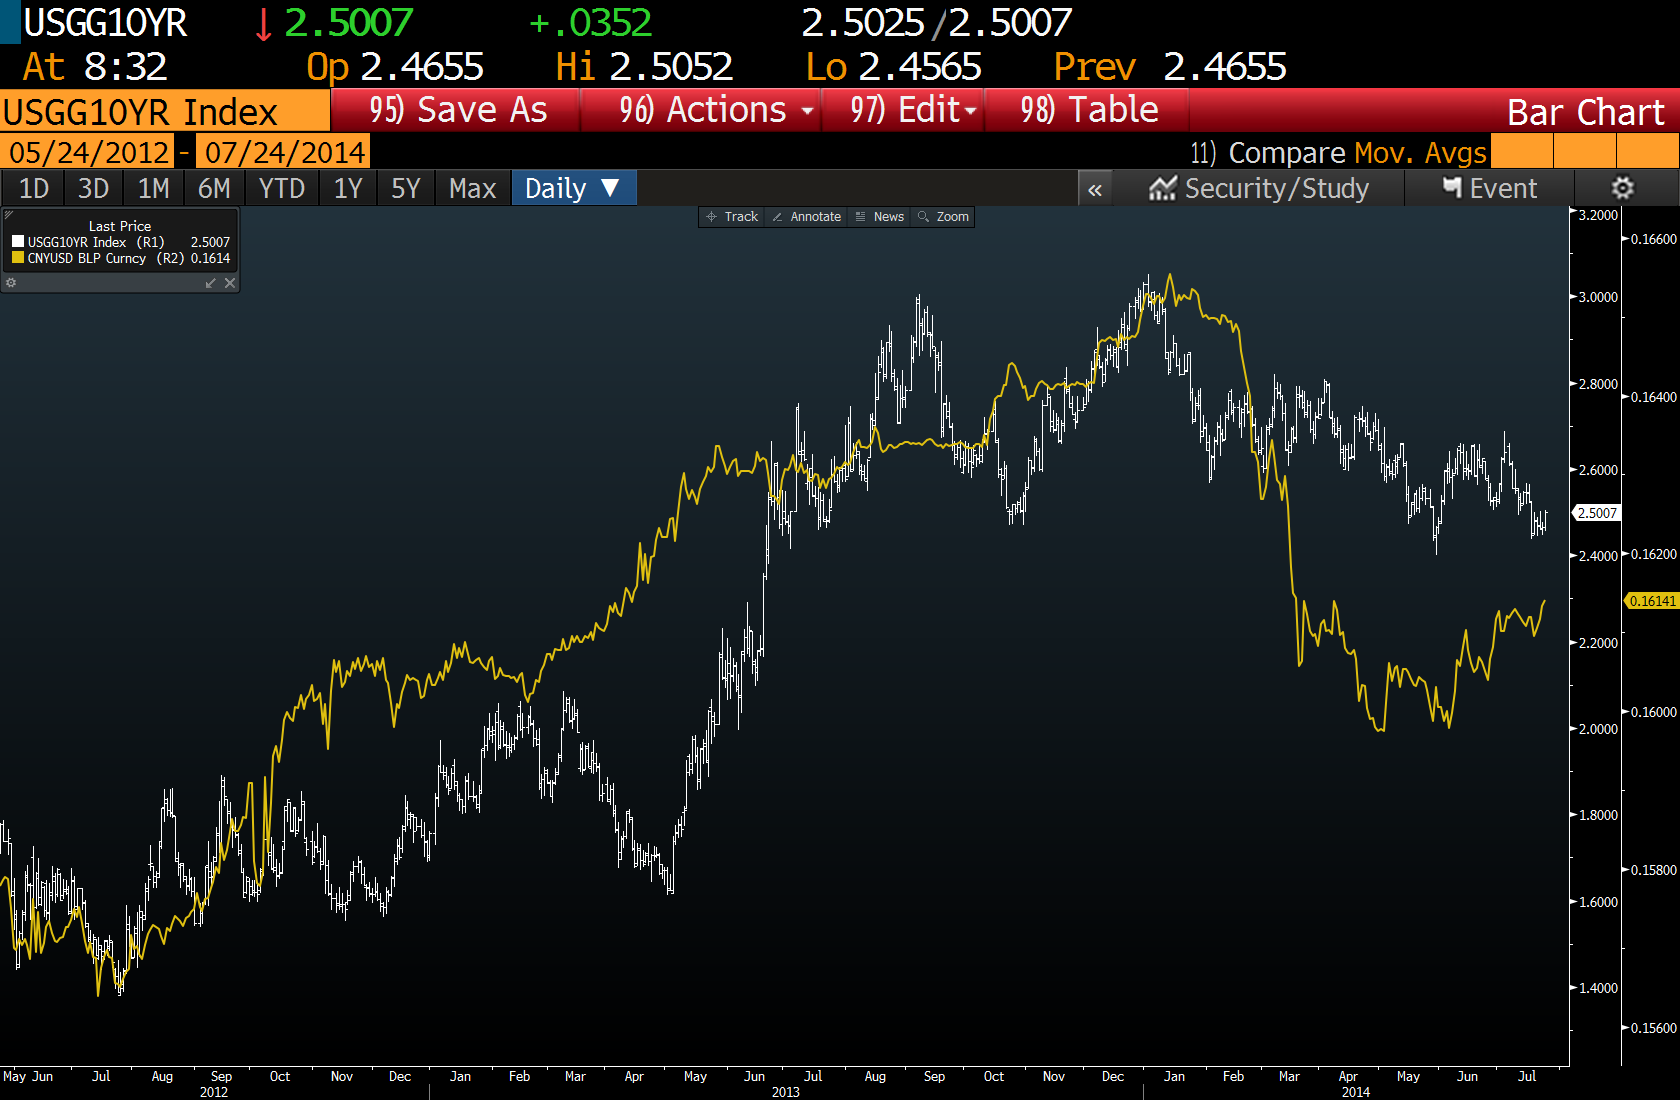 USGG10YR ↓ 2.5007 +.0352 2.5025/2.5007
At 8:32 Op 2.4655 Hi 2.5052 Lo 2.4565 Prev 2.4655
USGG10YR Index 95) Save As 96) Actions 97) Edit 98) Table Bar Chart
05/24/2012 - 07/24/2014 11) Compare Mov. Avgs
1D 3D 1M 6M YTD 1Y 5Y Max Daily ▼ « Security/Study Event
Track Annotate News Zoom
Last Price
USGG10YR Index (R1) 2.5007
CNYUSD BLP Curncy (R2) 0.1614
3.2000
0.1660
0
3.0000
2.8000
0.16400
2.6000
2.5007
2.4000
0.16200
0.16141
2.2000
0.16000
2.0000
1.8000
0.15800
1.6000
1.4000
0.15600
May Jun Jul Aug Sep Oct Nov Dec Jan Feb Mar Apr May Jun Jul Aug Sep Oct Nov Dec Jan Feb Mar Apr May Jun Jul
2012 2013 2014